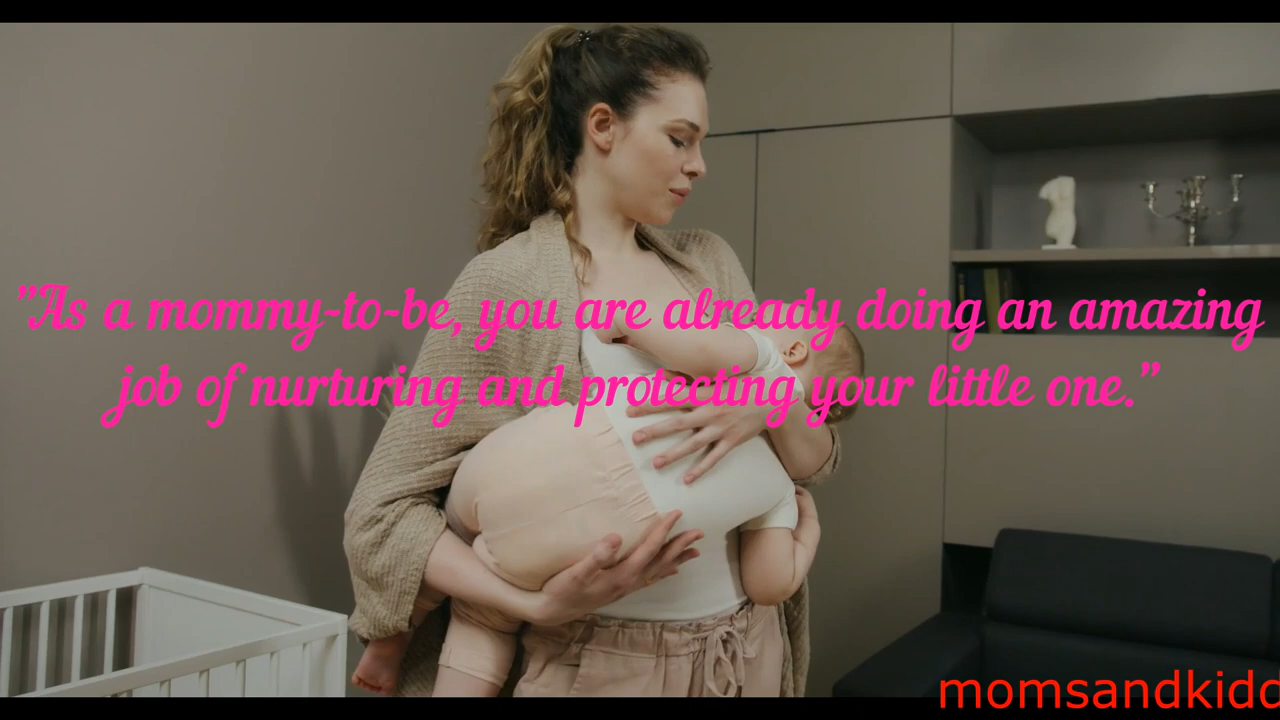 "As a mommy-to-be, you are already doing an amazing
job of nurturing and protecting your little one."
momsandkidd